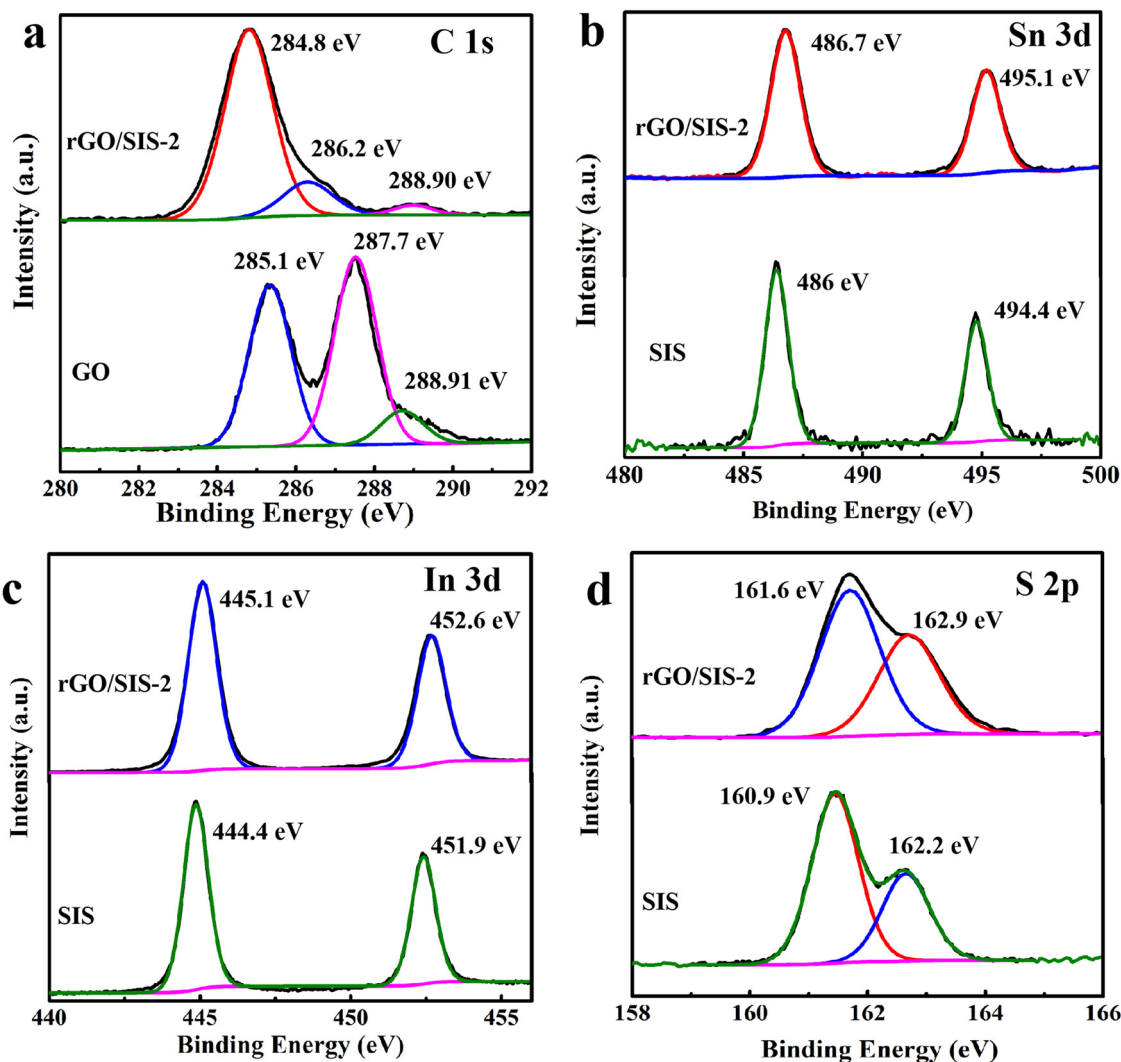 a
C 1s
284.8 eV
rGO/SIS-2
286.2 eV
288.90 eV
287.7 eV
285.1 eV
GO
288.91 eV
Intensity (a.u.)
280 282 284 286 288 290 292
Binding Energy (eV)
b
Sn 3d
486.7 eV
495.1 eV
rGO/SIS-2
486 eV
494.4 eV
SIS
Intensity (a.u.)
480 485 490 495 500
Binding Energy (eV)
c
In 3d
445.1 eV
452.6 eV
rGO/SIS-2
444.4 eV
451.9 eV
SIS
Intensity (a.u.)
440 445 450 455
Binding Energy (eV)
d
S 2p
161.6 eV
162.9 eV
rGO/SIS-2
160.9 eV
162.2 eV
SIS
Intensity (a.u.)
158 160 162 164 166
Binding Energy (eV)